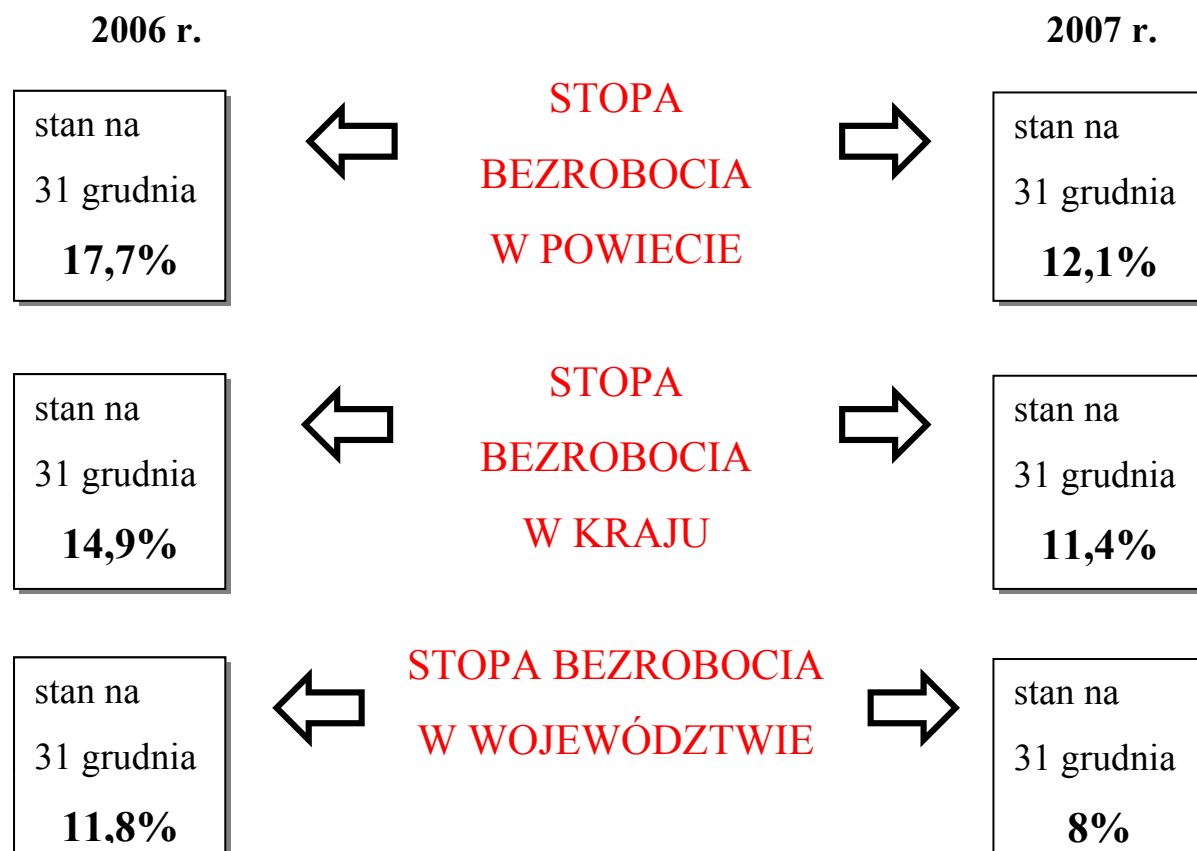 2006 r.
2007 r.
stan na
31 grudnia
17,7%
STOPA
BEZROBOCIA
W POWIECIE
stan na
31 grudnia
12,1%
stan na
31 grudnia
14,9%
STOPA
BEZROBOCIA
W KRAJU
stan na
31 grudnia
11,4%
stan na
31 grudnia
11,8%
STOPA BEZROBOCIA
W WOJEWÓDZTWIE
stan na
31 grudnia
8%